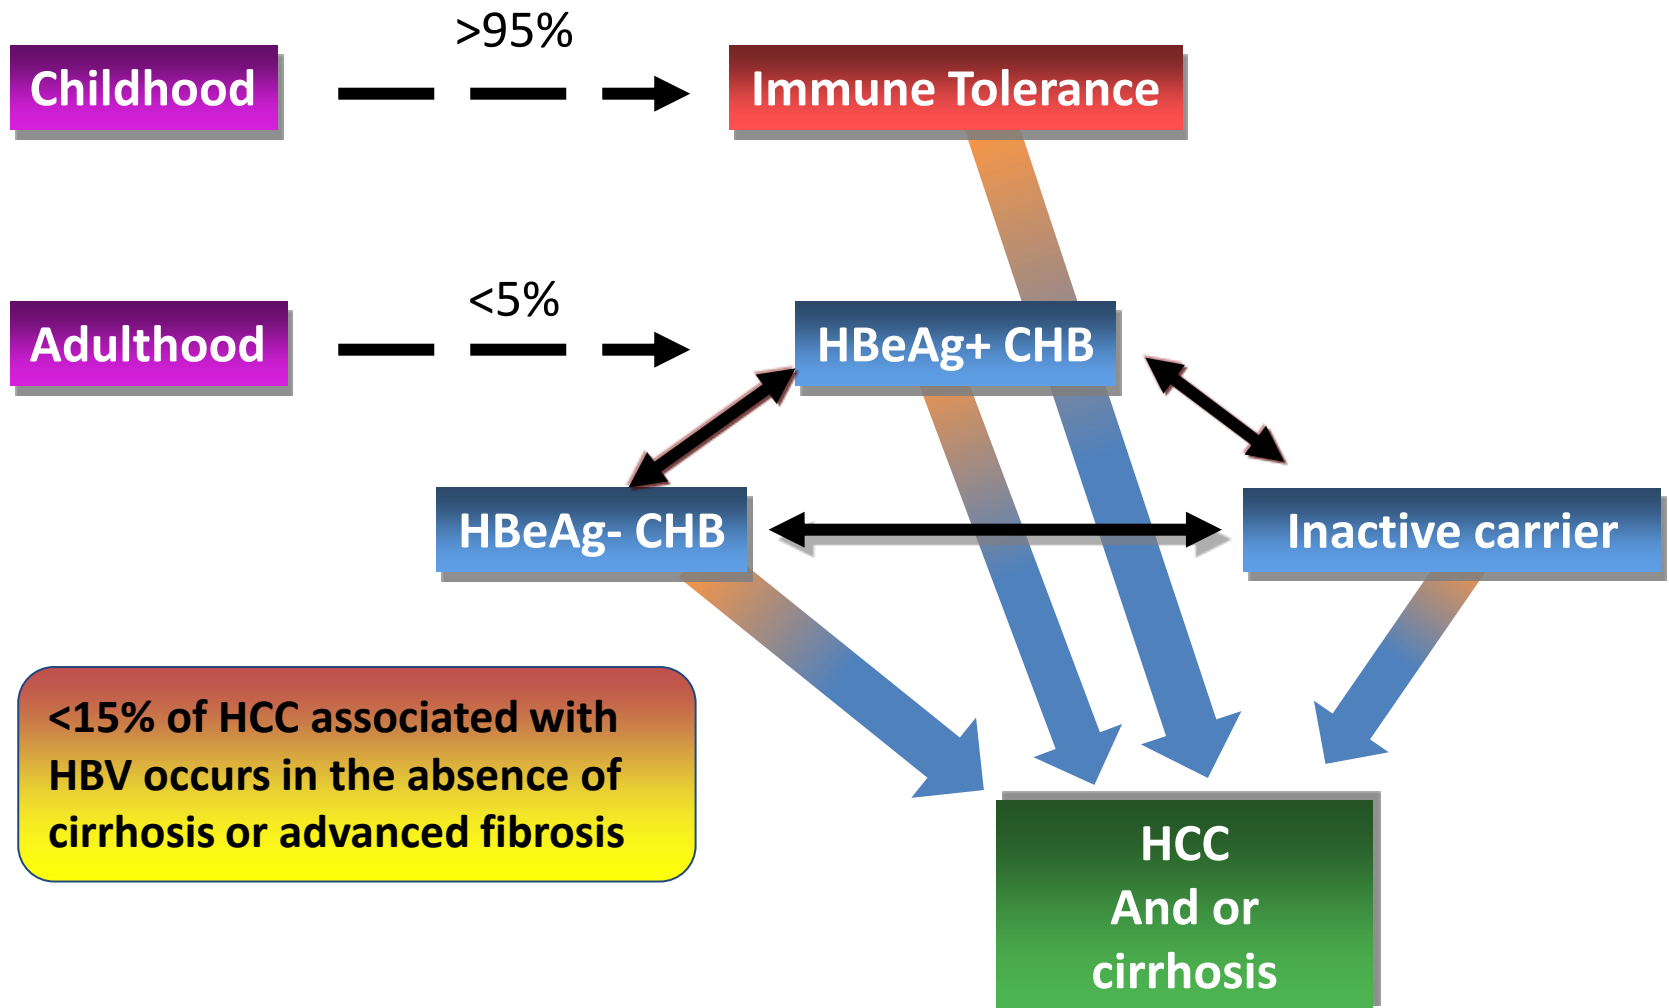 >95%
Childhood
Immune Tolerance
<5%
Adulthood
HBeAg+ CHB
HBeAg- CHB
Inactive carrier
<15% of HCC associated with
HBV occurs in the absence of
cirrhosis or advanced fibrosis
HCC
And or
cirrhosis